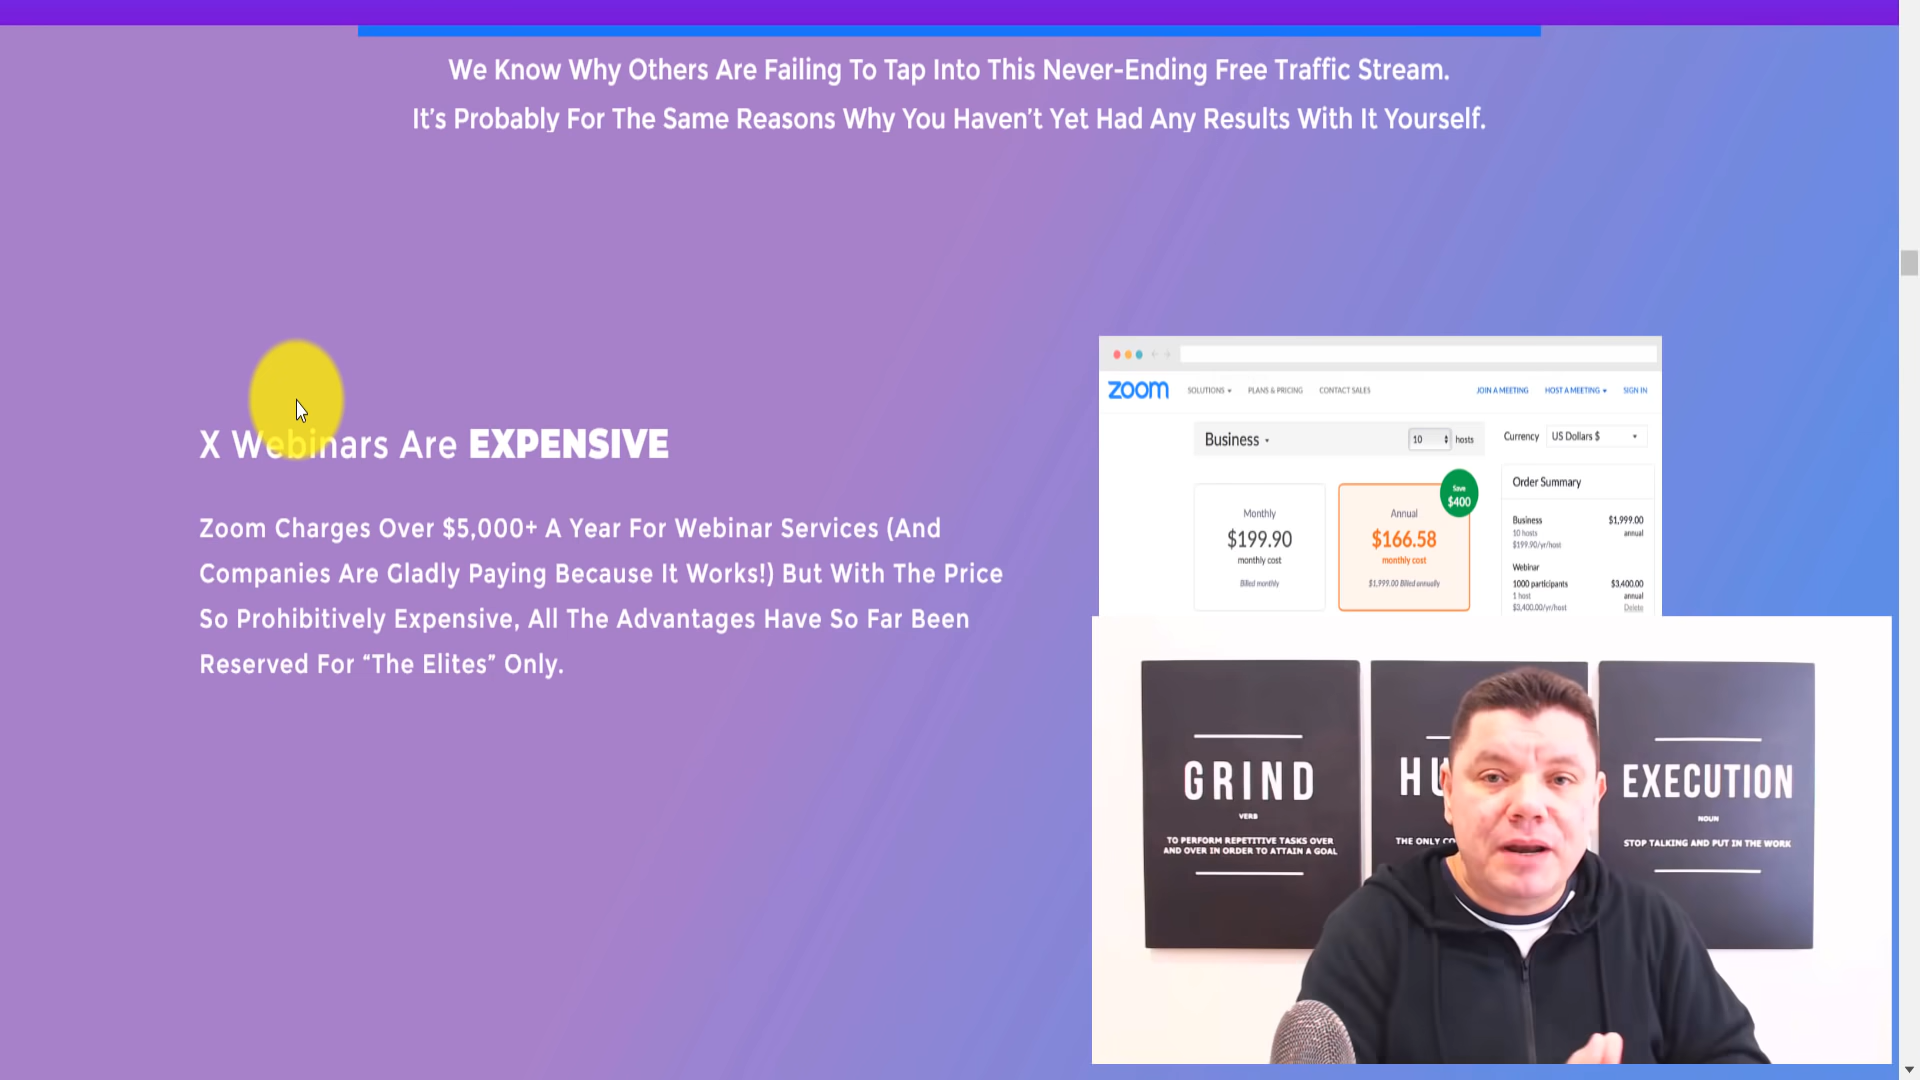 We Know Why Others Are Failing To Tap Into This Never-Ending Free Traffic Stream.
It's Probably For The Same Reasons Why You Haven't Yet Had Any Results With It Yourself.
X Webinars Are EXPENSIVE
Zoom Charges Over $5,000+ A Year For Webinar Services (And
Companies Are Gladly Paying Because It Works!) But With The Price
So Prohibitively Expensive, All The Advantages Have So Far Been
Reserved For “The Elites” Only.
zoom SOLUTIONS PLANS & PRICING CONTACT SALES JOIN A MEETING HOST A MEETING SIGN IN
Business 10 hosts Currency US Dollars $
Save
$400
Monthly
$199.90
monthly cost
Billed monthly
Annual
$166.58
monthly cost
$1,999.00 Billed annually
Order Summary
Business $1,999.00
10 hosts annual
$199.90/yr/host
Webinar
1000 participants $3,400.00
1 host annual
$3,400.00/yr/host Delete
GRIND
VERB
TO PERFORM REPETITIVE TASKS OVER
AND OVER IN ORDER TO ATTAIN A GOAL
HU
THE ONLY
EXECUTION
NOUN
STOP TALKING AND PUT IN THE WORK